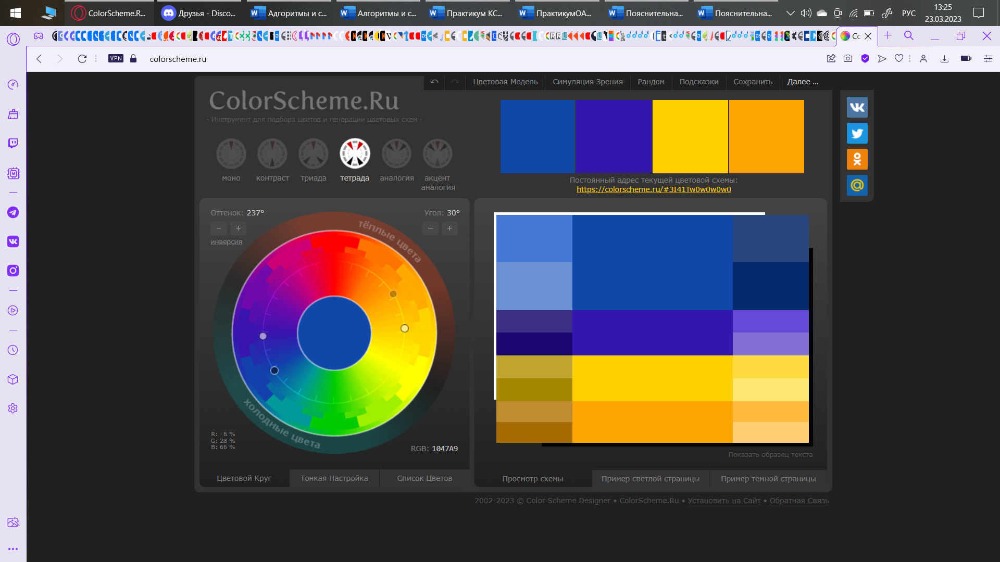 ColorScheme.R...
Друзья - Disco...
Адгоритмы и с...
Алгоритмы и с...
Практикум КС...
ПрактикумОА...
Пояснительна...
Пояснительна...
РУС
13:25
23.03.2023
VPN
colorscheme.ru
Цветовая Модель
Симуляция Зрения
Рандом
Подсказки
Сохранить
Далее ...
ColorScheme.Ru
· Инструмент для подбора цветов и генерации цветовых схем ·
моно
контраст
триада
тетрада
аналогия
акцент
аналогия
Постоянный адрес текущей цветовой схемы:
https://colorscheme.ru/#3I41Tw0w0w0w0
Оттенок: 237°
Угол: 30°
− +
− +
инверсия
тёплые цвета
холодные цвета
R: 6 %
G: 28 %
B: 66 %
RGB: 1047A9
Показать образец текста
Цветовой Круг
Тонкая Настройка
Список Цветов
Просмотр схемы
Пример светлой страницы
Пример темной страницы
2002-2023 © Color Scheme Designer • ColorScheme.Ru • Установить на Сайт • Обратная Связь